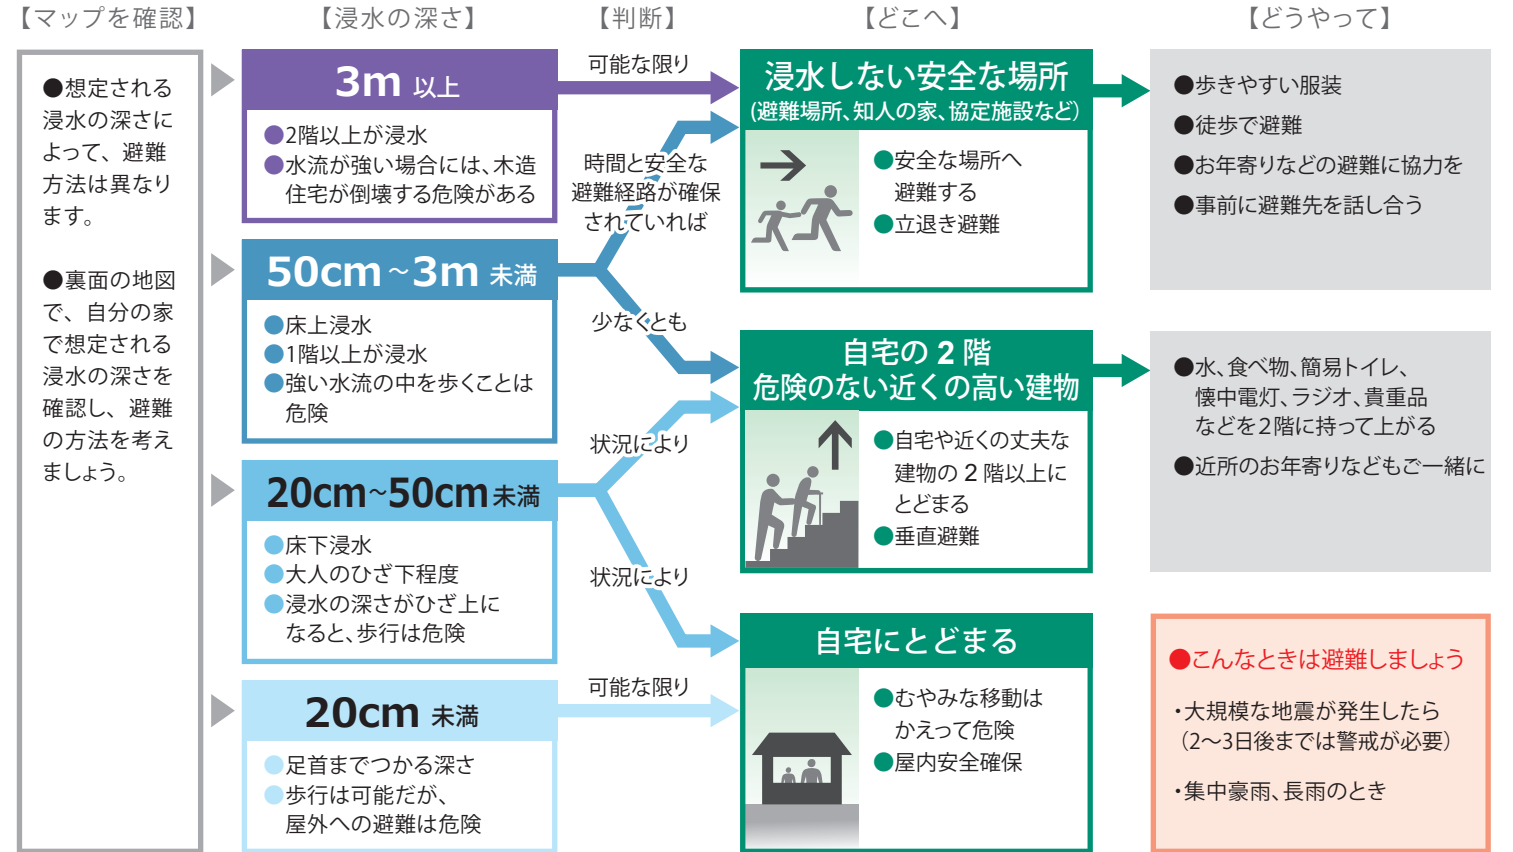 【マップを確認】
【浸水の深さ】
【判断】
【どこへ】
【どうやって】
●想定される
浸水の深さに
よって、避難
方法は異なり
ます。
●裏面の地図
で、自分の家
で想定される
浸水の深さを
確認し、避難
の方法を考え
ましょう。
3m 以上
●2階以上が浸水
●水流が強い場合には、木造
住宅が倒壊する危険がある
50cm～3m 未満
●床上浸水
●1階以上が浸水
●強い水流の中を歩くことは
危険
20cm～50cm 未満
●床下浸水
●大人のひざ下程度
●浸水の深さがひざ上に
なると、歩行は危険
20cm 未満
●足首までつかる深さ
●歩行は可能だが、
屋外への避難は危険
可能な限り
時間と安全な
避難経路が確保
されていれば
少なくとも
状況により
状況により
可能な限り
浸水しない安全な場所
(避難場所、知人の家、協定施設など)
●安全な場所へ
避難する
●立退き避難
自宅の 2 階
危険のない近くの高い建物
●自宅や近くの丈夫な
建物の 2 階以上に
とどまる
●垂直避難
自宅にとどまる
●むやみな移動は
かえって危険
●屋内安全確保
●歩きやすい服装
●徒歩で避難
●お年寄りなどの避難に協力を
●事前に避難先を話し合う
●水、食べ物、簡易トイレ、
懐中電灯、ラジオ、貴重品
などを２階に持って上がる
●近所のお年寄りなどもご一緒に
●こんなときは避難しましょう
・大規模な地震が発生したら
（2～3日後までは警戒が必要）
・集中豪雨、長雨のとき